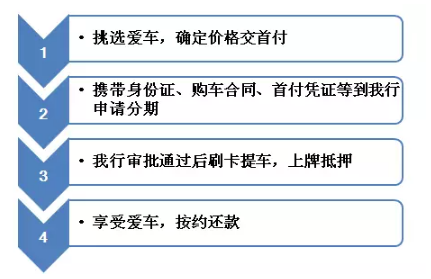 1
• 挑选爱车，确定价格交首付
2
• 携带身份证、购车合同、首付凭证等到我行
申请分期
3
• 我行审批通过后刷卡提车，上牌抵押
4
• 享受爱车，按约还款